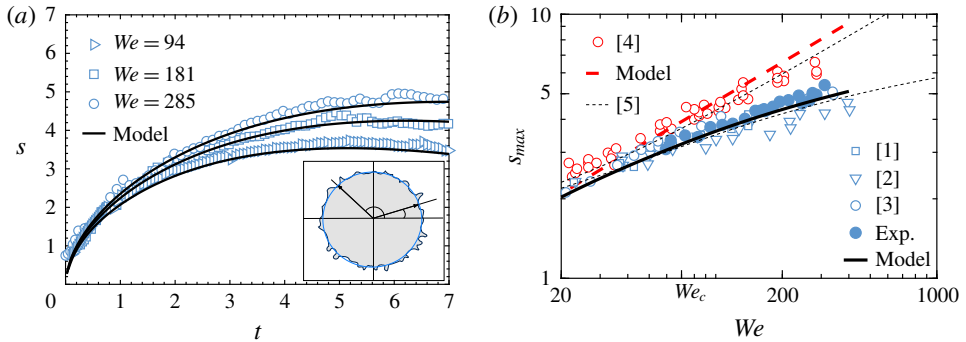 (a)
7
6
5
4
3
2
1
0
s
We = 94
We = 181
We = 285
Model
1
2
3
4
5
6
7
t
(b)
10
5
1
s_max
[4]
Model
[5]
[1]
[2]
[3]
Exp.
Model
20
We_c
200
1000
We